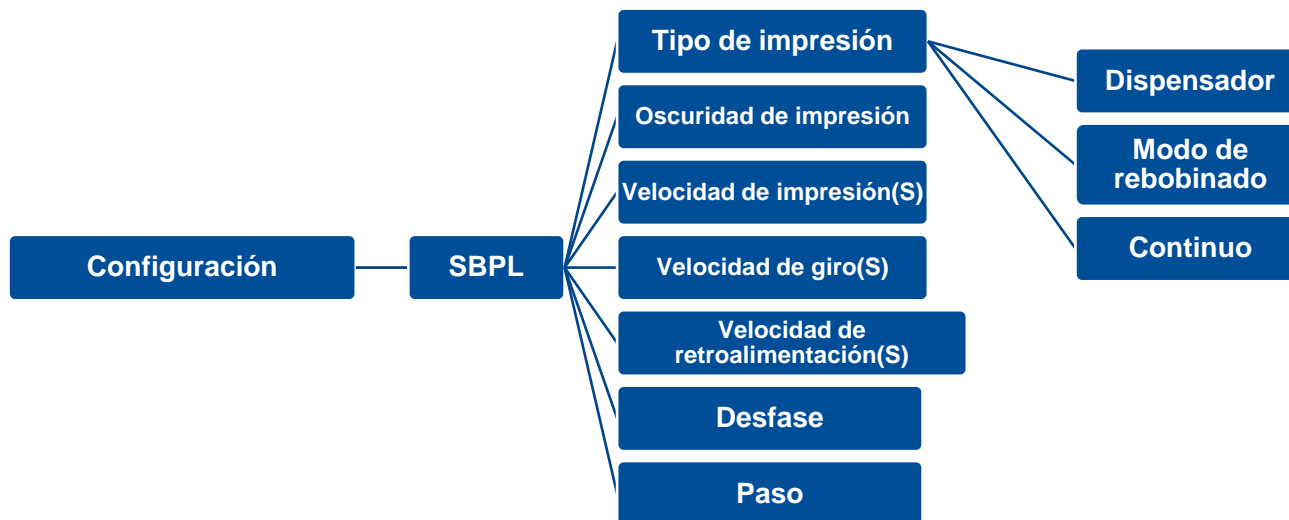 Tipo de impresión
Dispensador
Oscuridad de impresión
Modo de
rebobinado
Velocidad de impresión(S)
Configuración
SBPL
Velocidad de giro(S)
Continuo
Velocidad de
retroalimentación(S)
Desfase
Paso